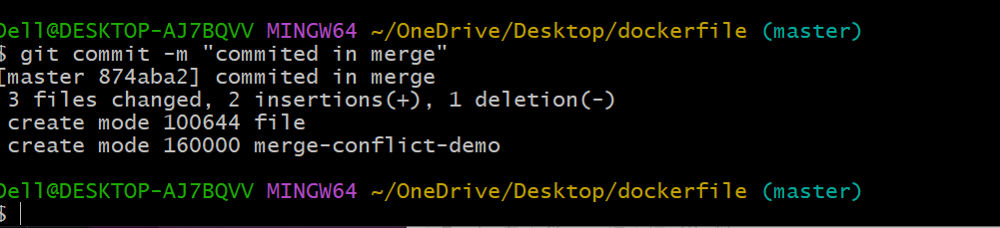 Dell@DESKTOP-AJ7BQVV MINGW64 ~/OneDrive/Desktop/dockerfile (master)
$ git commit -m "commited in merge"
[master 874aba2] commited in merge
 3 files changed, 2 insertions(+), 1 deletion(-)
 create mode 100644 file
 create mode 160000 merge-conflict-demo
Dell@DESKTOP-AJ7BQVV MINGW64 ~/OneDrive/Desktop/dockerfile (master)
$